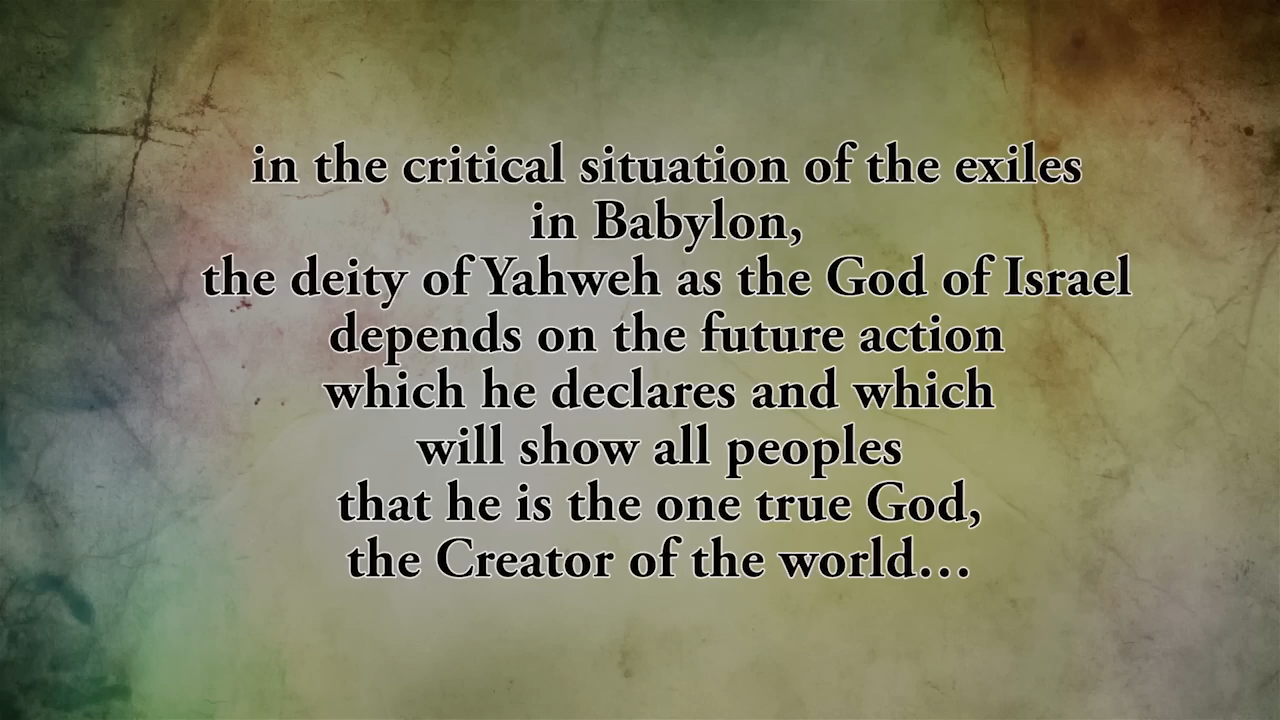 in the critical situation of the exiles
in Babylon,
the deity of Yahweh as the God of Israel
depends on the future action
which he declares and which
will show all peoples
that he is the one true God,
the Creator of the world…